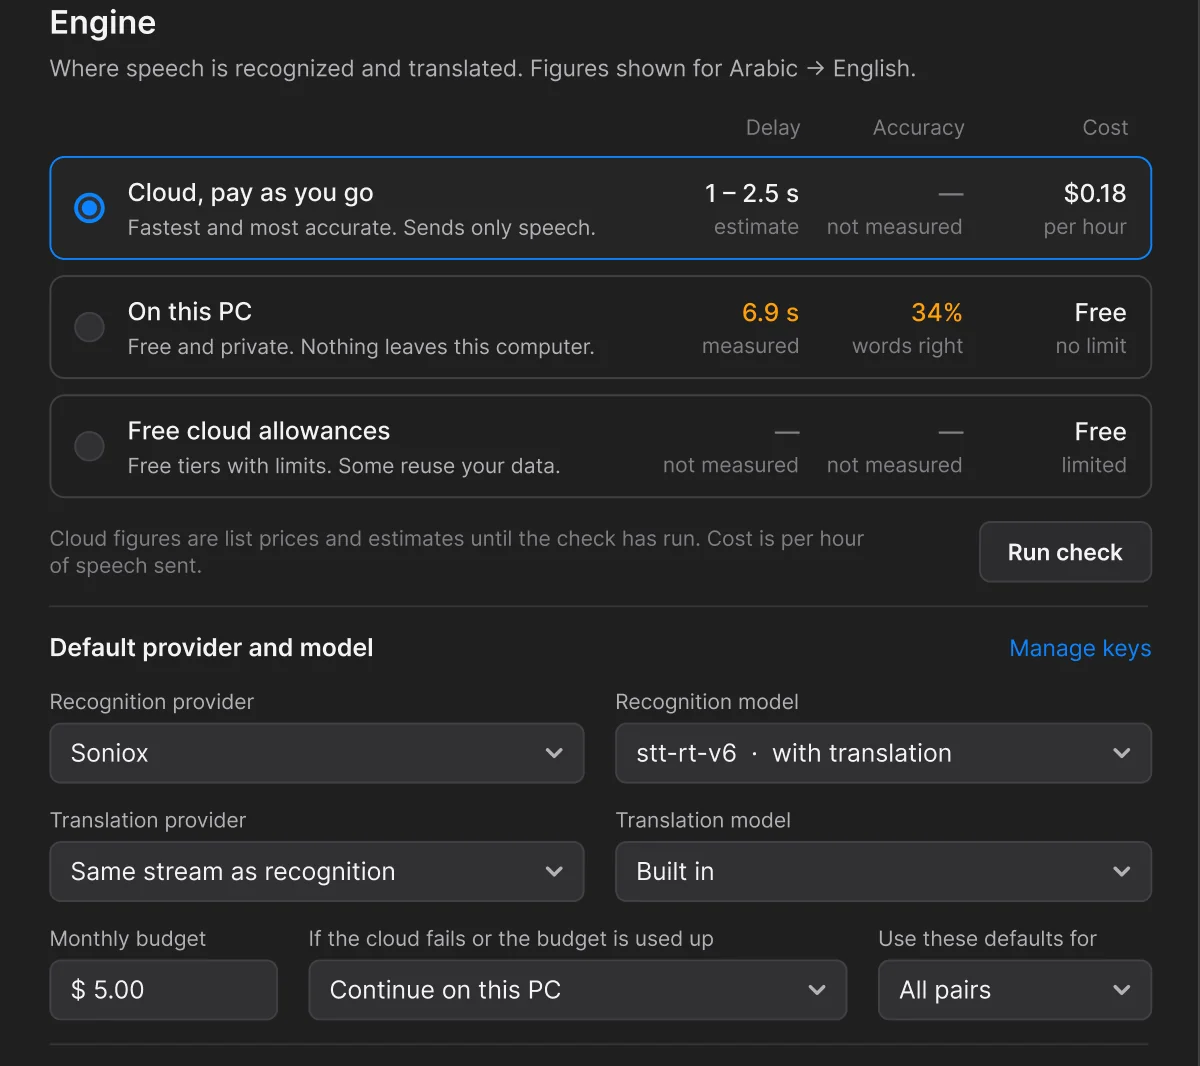 Engine
Where speech is recognized and translated. Figures shown for Arabic → English.
Delay Accuracy Cost
Cloud, pay as you go 1 – 2.5 s — $0.18
Fastest and most accurate. Sends only speech. estimate not measured per hour
On this PC 6.9 s 34% Free
Free and private. Nothing leaves this computer. measured words right no limit
Free cloud allowances — — Free
Free tiers with limits. Some reuse your data. not measured not measured limited
Cloud figures are list prices and estimates until the check has run. Cost is per hour
of speech sent.
Run check
Default provider and model Manage keys
Recognition provider Recognition model
Soniox stt-rt-v6 · with translation
Translation provider Translation model
Same stream as recognition Built in
Monthly budget If the cloud fails or the budget is used up Use these defaults for
$ 5.00 Continue on this PC All pairs